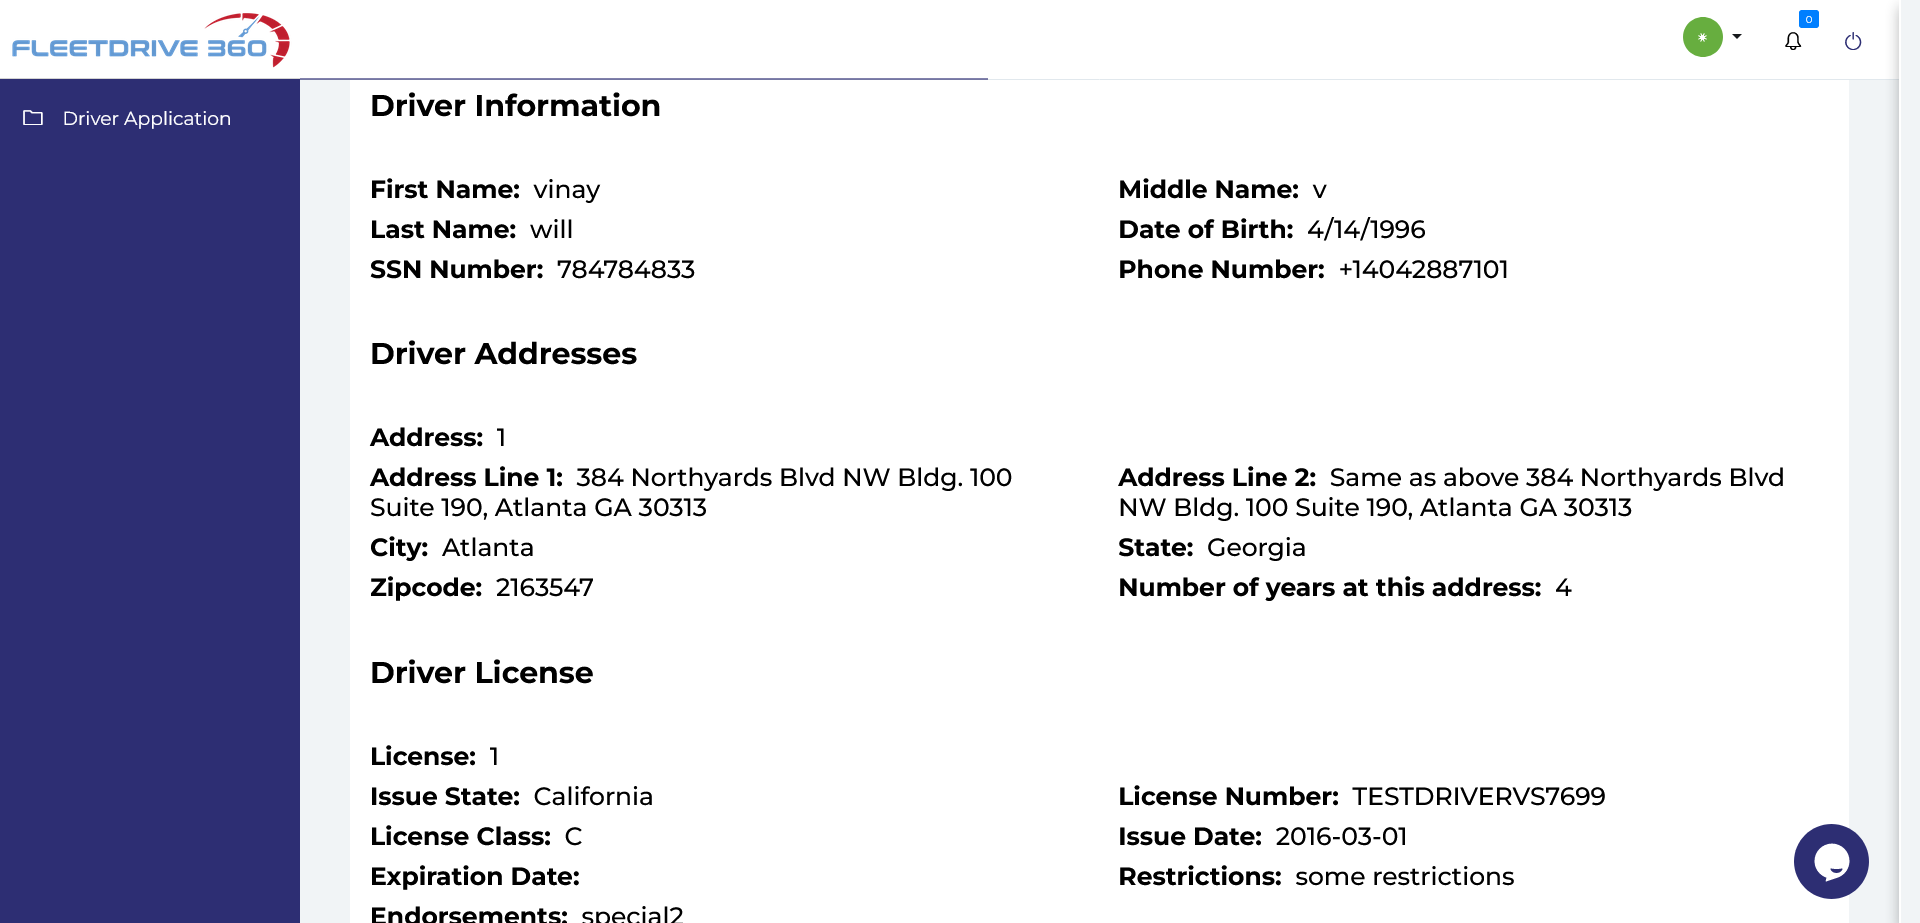 FLEETDRIVE 360
0
Driver Application
Driver Information
First Name: vinay
Middle Name: v
Last Name: will
Date of Birth: 4/14/1996
SSN Number: 784784833
Phone Number: +14042887101
Driver Addresses
Address: 1
Address Line 1: 384 Northyards Blvd NW Bldg. 100
Suite 190, Atlanta GA 30313
Address Line 2: Same as above 384 Northyards Blvd
NW Bldg. 100 Suite 190, Atlanta GA 30313
City: Atlanta
State: Georgia
Zipcode: 2163547
Number of years at this address: 4
Driver License
License: 1
Issue State: California
License Number: TESTDRIVERVS7699
License Class: C
Issue Date: 2016-03-01
Expiration Date:
Restrictions: some restrictions
Endorsements: special2